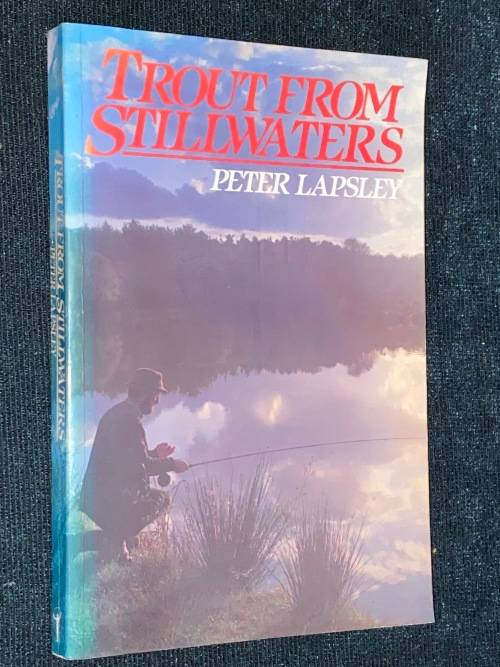 TROUT FROM
STILLWATERS
PETER LAPSLEY
TROUT FROM STILLWATERS
PETER LAPSLEY